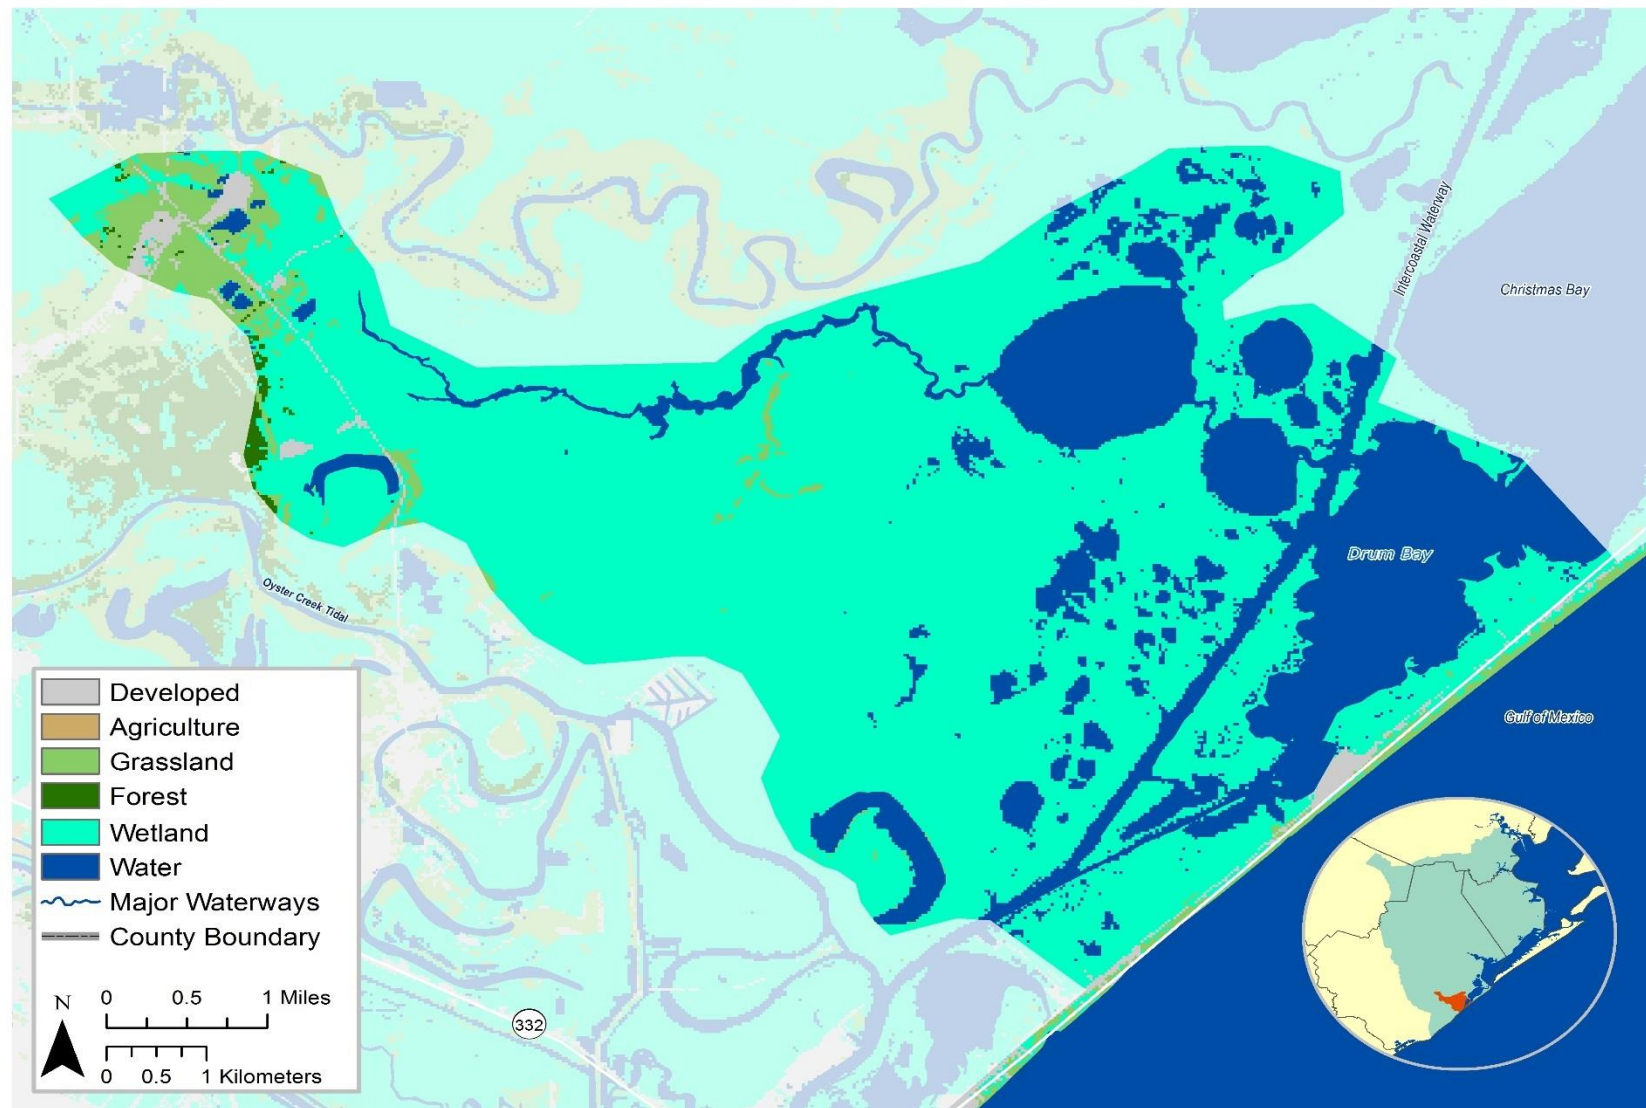 Intercoastal Waterway
Christmas Bay
Drum Bay
Oyster Creek Tidal
Gulf of Mexico
Developed
Agriculture
Grassland
Forest
Wetland
Water
Major Waterways
County Boundary
N
0 0.5 1 Miles
0 0.5 1 Kilometers
332